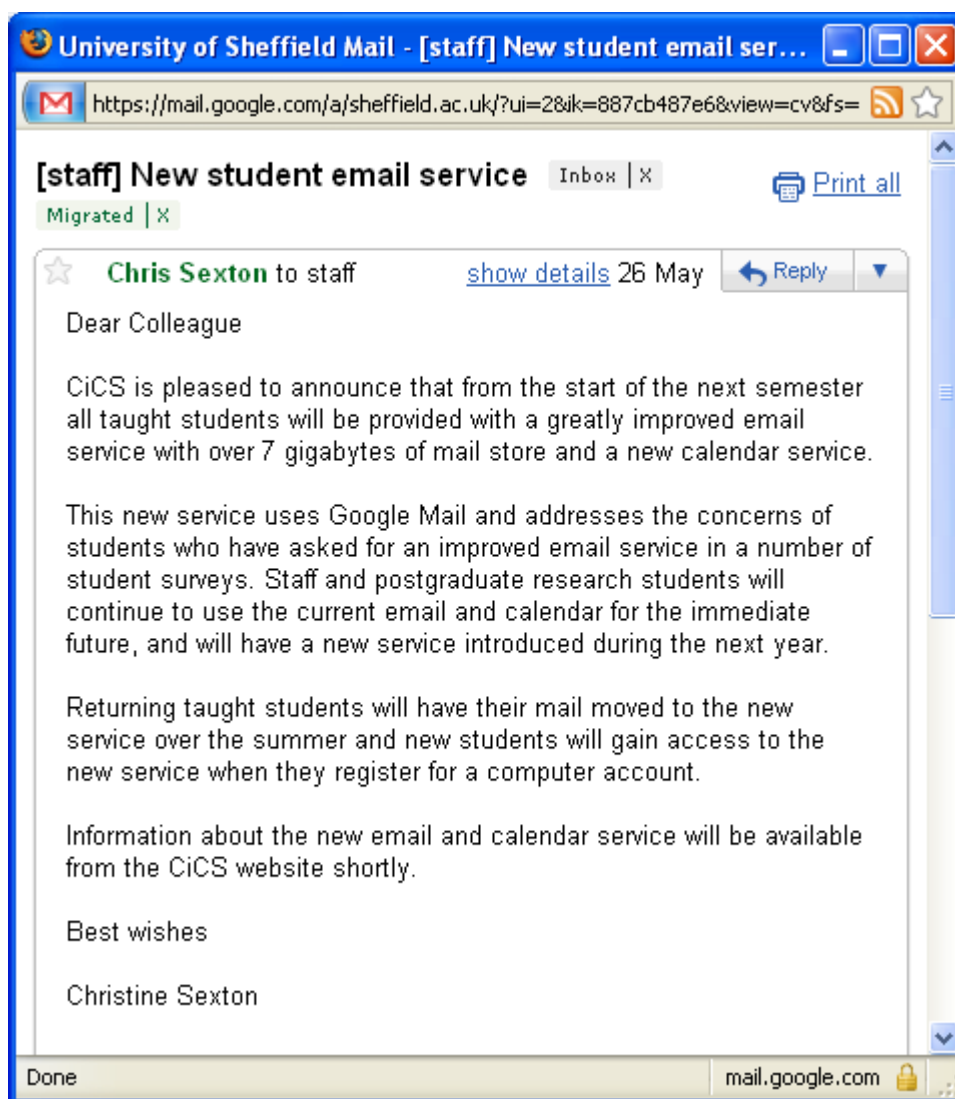 University of Sheffield Mail - [staff] New student email ser...
https://mail.google.com/a/sheffield.ac.uk/?ui=2&ik=887cb487e6&view=cv&fs=
[staff] New student email service Inbox | X
Print all
Migrated | X
Chris Sexton to staff show details 26 May Reply
Dear Colleague
CiCS is pleased to announce that from the start of the next semester
all taught students will be provided with a greatly improved email
service with over 7 gigabytes of mail store and a new calendar service.
This new service uses Google Mail and addresses the concerns of
students who have asked for an improved email service in a number of
student surveys. Staff and postgraduate research students will
continue to use the current email and calendar for the immediate
future, and will have a new service introduced during the next year.
Returning taught students will have their mail moved to the new
service over the summer and new students will gain access to the
new service when they register for a computer account.
Information about the new email and calendar service will be available
from the CiCS website shortly.
Best wishes
Christine Sexton
Done mail.google.com